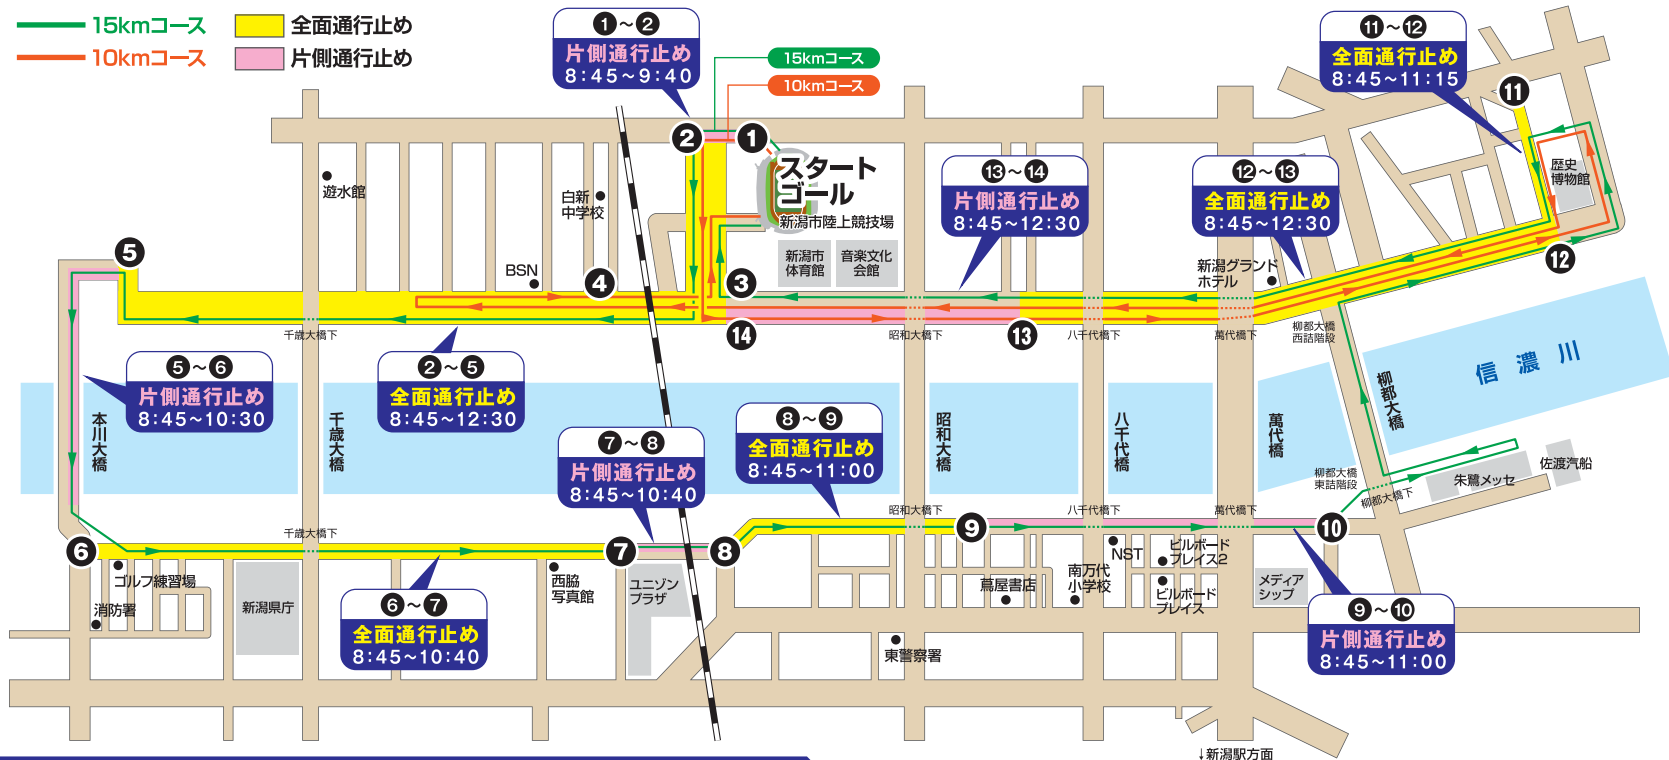 15kmコース
全面通行止め
10kmコース
片側通行止め
❶～❷
片側通行止め
8:45～9:40
15kmコース
10kmコース
⓫～⓬
全面通行止め
8:45～11:15
⓫
❷
❶
スタート
ゴール
新潟市陸上競技場
⓭～⓮
片側通行止め
8:45～12:30
⓬～⓭
全面通行止め
8:45～12:30
歴史
博物館
遊水館
白新
中学校
新潟市
体育館
音楽文化
会館
❺
BSN
❹
❸
新潟グランド
ホテル
⓬
⓮
⓭
千歳大橋下
昭和大橋下
八千代橋下
萬代橋下
柳都大橋
西詰階段
❺～❻
片側通行止め
8:45～10:30
❷～❺
全面通行止め
8:45～12:30
信濃川
本川大橋
千歳大橋
昭和大橋
八千代橋
萬代橋
柳都大橋
❼～❽
片側通行止め
8:45～10:40
❽～❾
全面通行止め
8:45～11:00
柳都大橋
東詰階段
柳都大橋下
朱鷺メッセ
佐渡汽船
千歳大橋下
昭和大橋下
八千代橋下
萬代橋下
❻
❼
❽
❾
❿
ゴルフ練習場
消防署
新潟県庁
❻～❼
全面通行止め
8:45～10:40
西脇
写真館
ユニゾン
プラザ
蔦屋書店
南万代
小学校
NST
ビルボード
プレイス2
ビルボード
プレイス
メディア
シップ
❾～❿
片側通行止め
8:45～11:00
東警察署
↓新潟駅方面